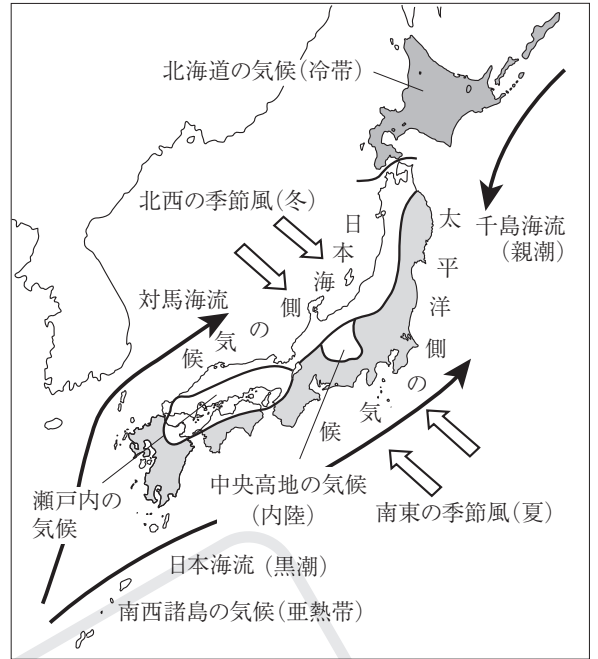 北海道の気候(冷帯)
北西の季節風(冬)
日本海側の気候
太平洋側の気候
千島海流
(親潮)
対馬海流
瀬戸内の
気候
中央高地の気候
(内陸)
南東の季節風(夏)
日本海流(黒潮)
南西諸島の気候(亜熱帯)